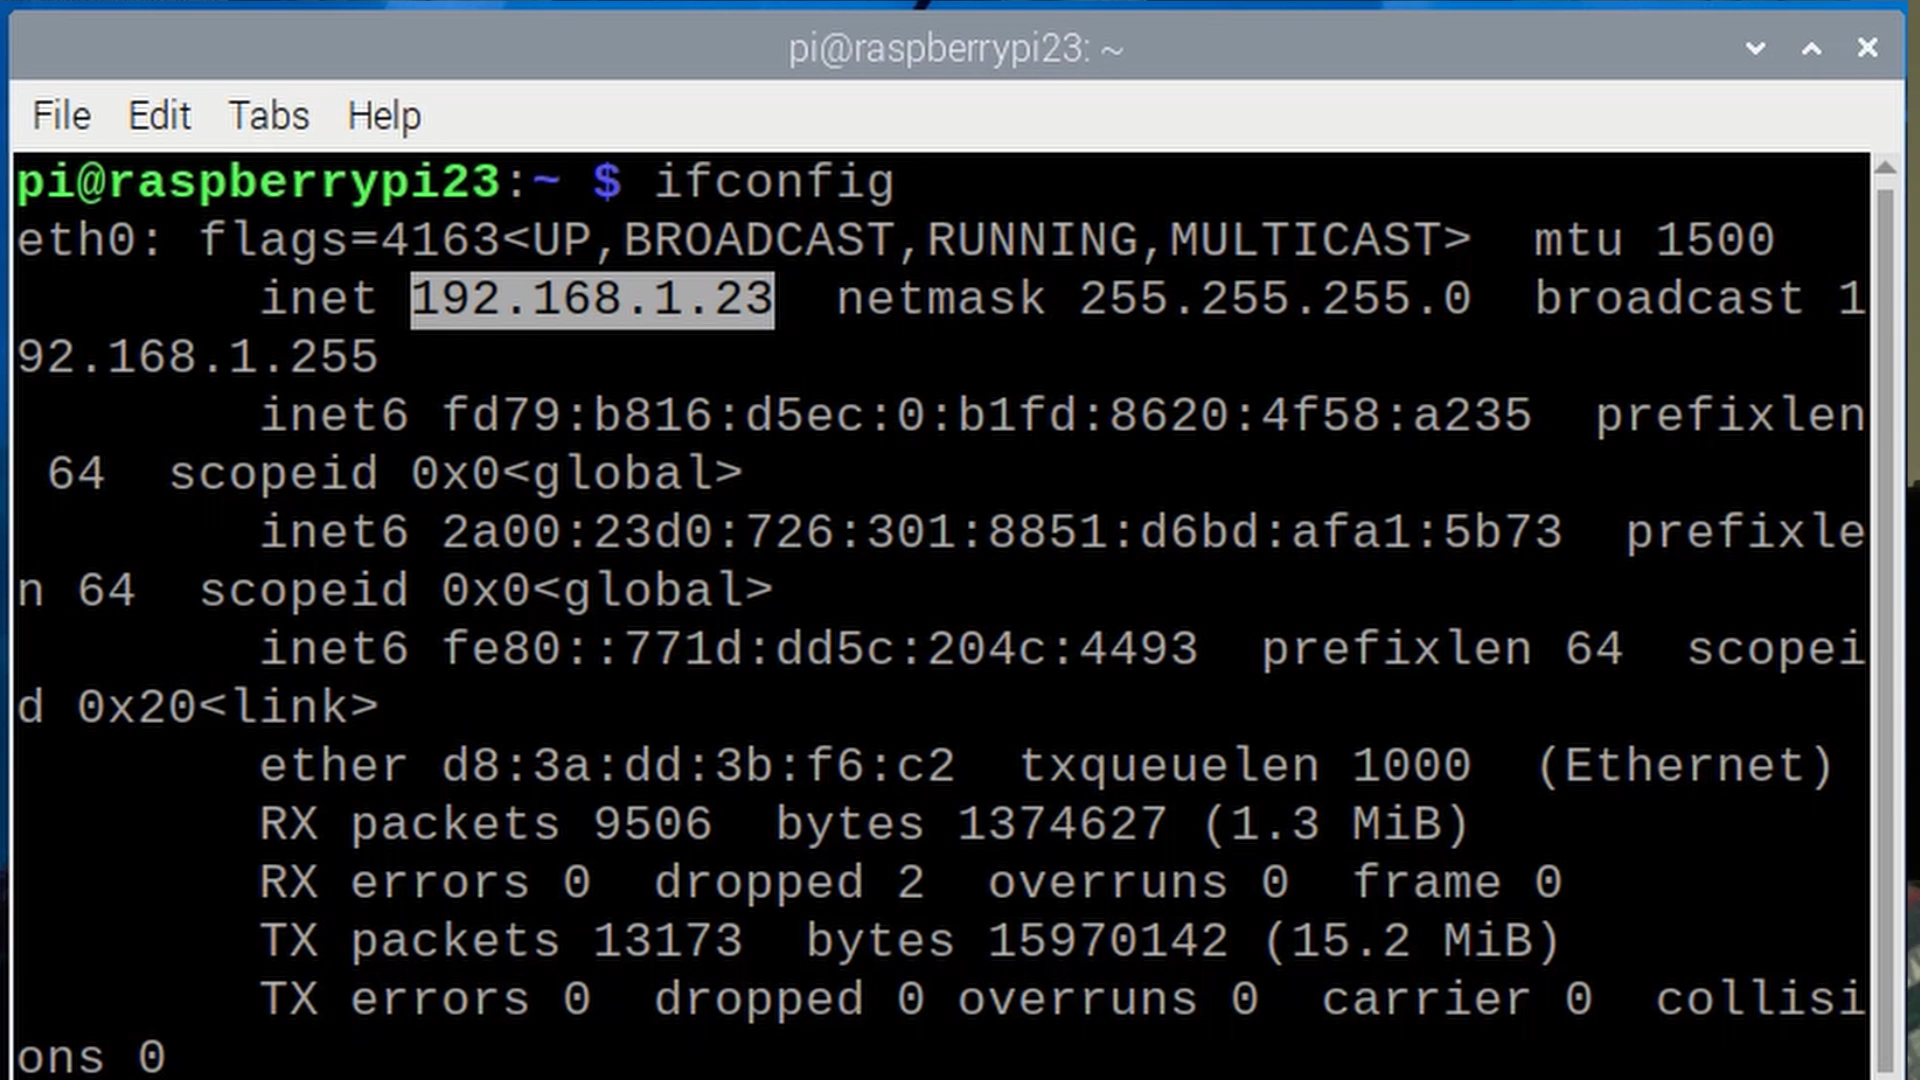 pi@raspberrypi23: ~
File Edit Tabs Help
pi@raspberrypi23:~ $ ifconfig
eth0: flags=4163<UP,BROADCAST,RUNNING,MULTICAST>  mtu 1500
        inet 192.168.1.23  netmask 255.255.255.0  broadcast 1
92.168.1.255
        inet6 fd79:b816:d5ec:0:b1fd:8620:4f58:a235  prefixlen
 64  scopeid 0x0<global>
        inet6 2a00:23d0:726:301:8851:d6bd:afa1:5b73  prefixle
n 64  scopeid 0x0<global>
        inet6 fe80::771d:dd5c:204c:4493  prefixlen 64  scopei
d 0x20<link>
        ether d8:3a:dd:3b:f6:c2  txqueuelen 1000  (Ethernet)
        RX packets 9506  bytes 1374627 (1.3 MiB)
        RX errors 0  dropped 2  overruns 0  frame 0
        TX packets 13173  bytes 15970142 (15.2 MiB)
        TX errors 0  dropped 0 overruns 0  carrier 0  collisi
ons 0